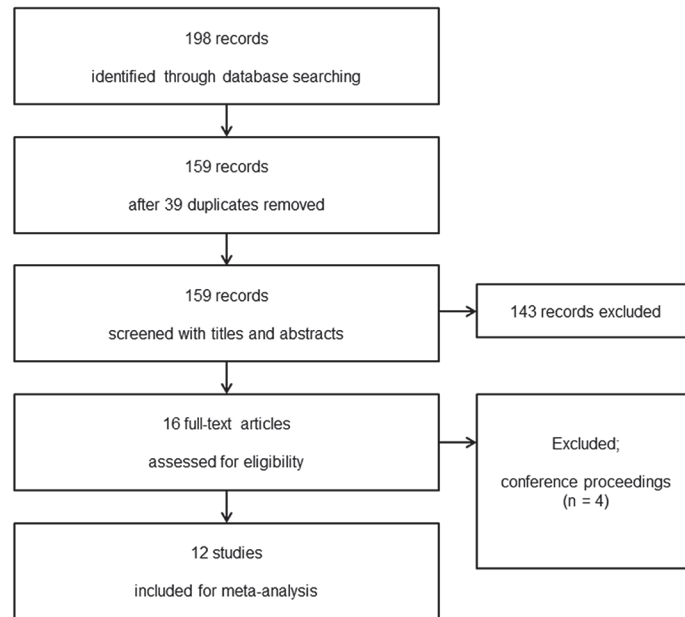 198 records
identified through database searching
159 records
after 39 duplicates removed
159 records
screened with titles and abstracts
143 records excluded
16 full-text articles
assessed for eligibility
Excluded;
conference proceedings
(n = 4)
12 studies
included for meta-analysis